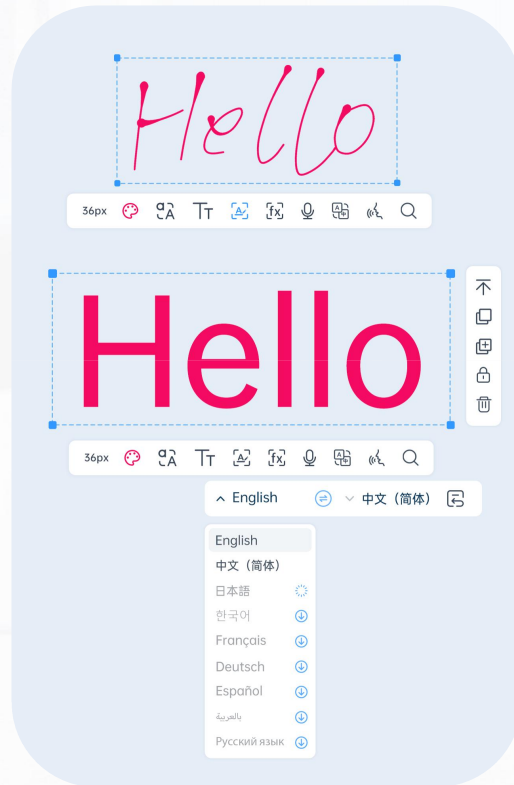 Hello
36px
Hello
36px
English 中文（简体）
English
中文（简体）
日本語
한국어
Français
Deutsch
Español
بالعربية
Русский язык